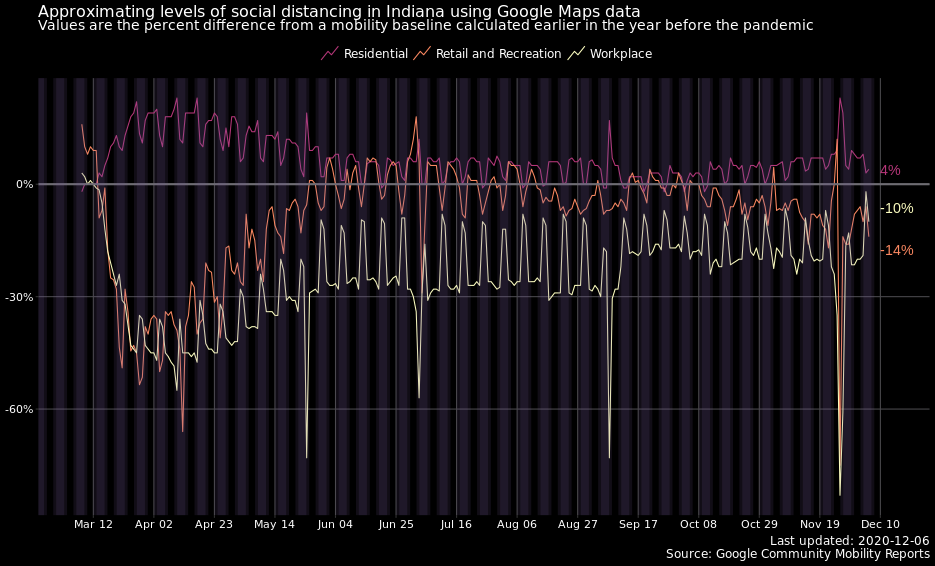 Approximating levels of social distancing in Indiana using Google Maps data
Values are the percent difference from a mobility baseline calculated earlier in the year before the pandemic
Residential Retail and Recreation Workplace
4%
0%
-10%
-14%
-30%
-60%
Mar 12 Apr 02 Apr 23 May 14 Jun 04 Jun 25 Jul 16 Aug 06 Aug 27 Sep 17 Oct 08 Oct 29 Nov 19 Dec 10
Last updated: 2020-12-06
Source: Google Community Mobility Reports